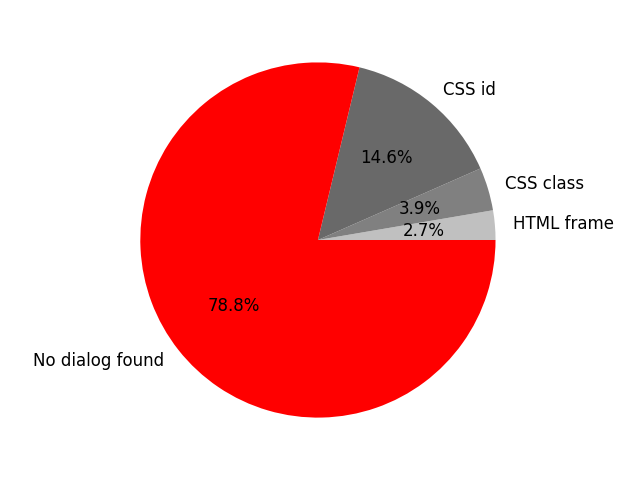 CSS id
14.6%
CSS class
3.9%
HTML frame
2.7%
78.8%
No dialog found